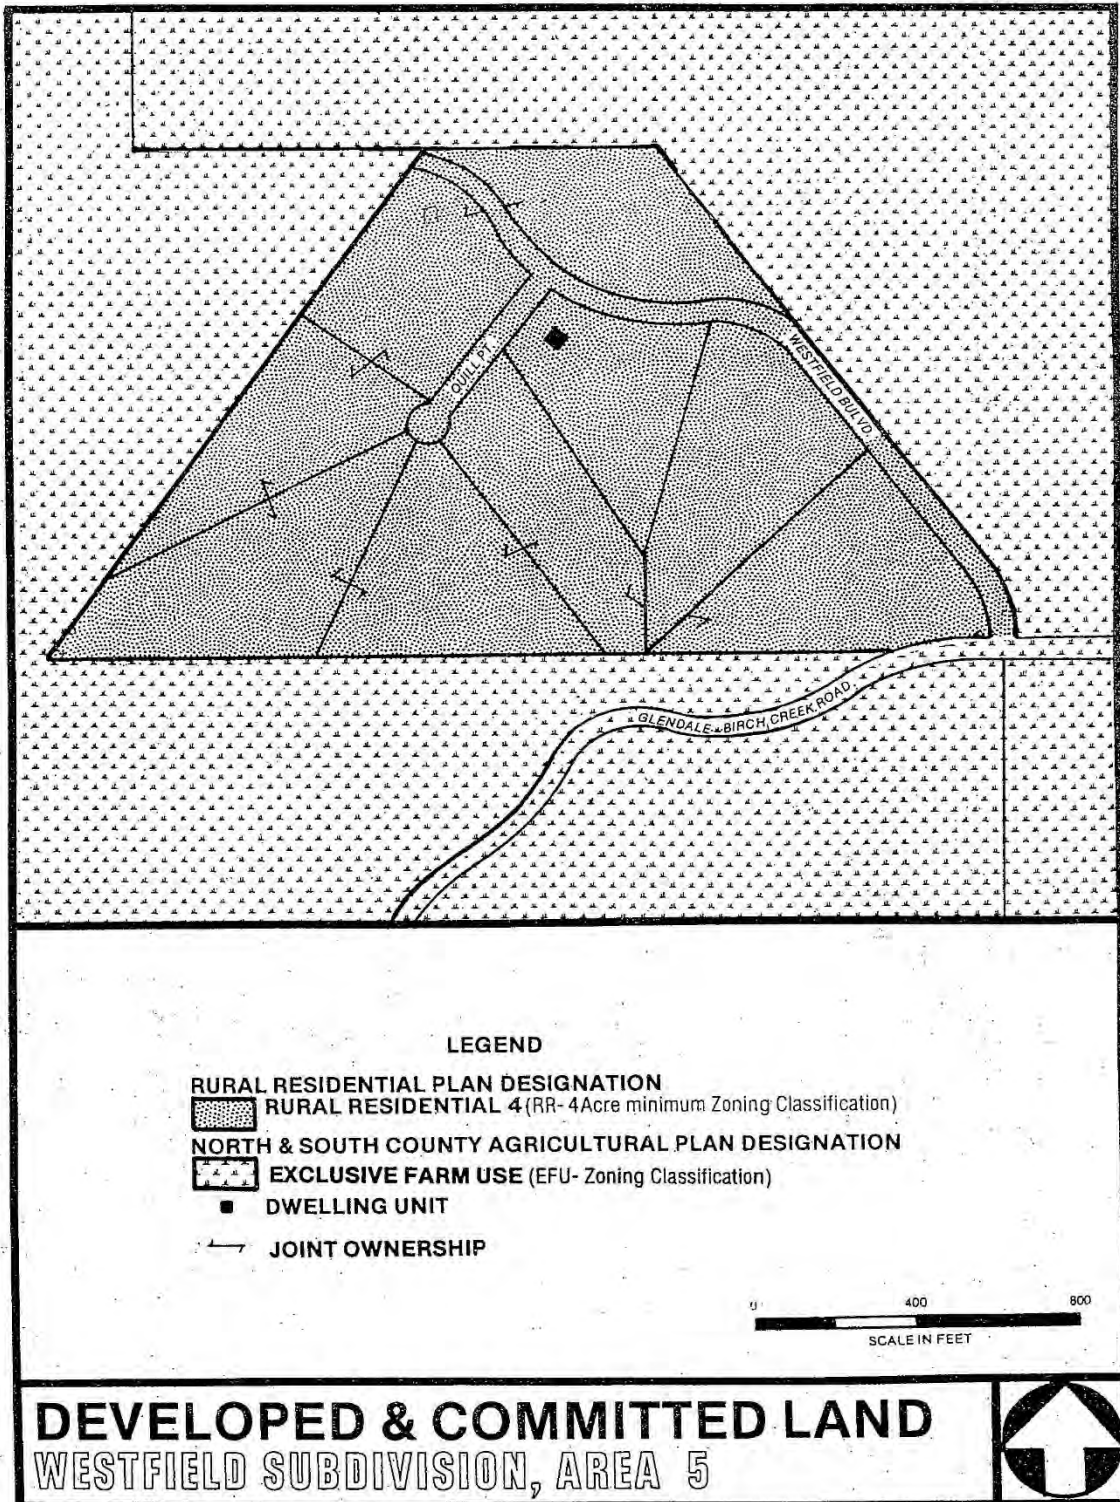 QUILL PT.
WESTFIELD BULVD.
GLENDALE - BIRCH CREEK ROAD
LEGEND
RURAL RESIDENTIAL PLAN DESIGNATION
RURAL RESIDENTIAL 4 (RR- 4Acre minimum Zoning Classification)
NORTH & SOUTH COUNTY AGRICULTURAL PLAN DESIGNATION
EXCLUSIVE FARM USE (EFU- Zoning Classification)
DWELLING UNIT
JOINT OWNERSHIP
0 400 800
SCALE IN FEET
DEVELOPED & COMMITTED LAND
WESTFIELD SUBDIVISION, AREA 5